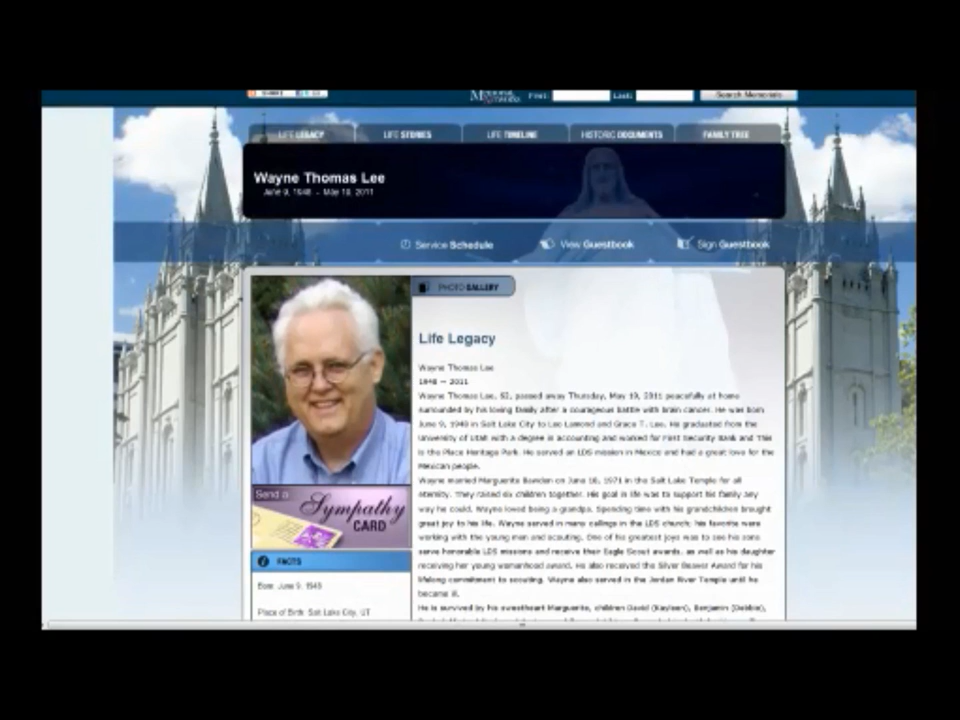 First: Last: Search Memorials
LIFE LEGACY LIFE STORIES LIFE TIMELINE HISTORIC DOCUMENTS FAMILY TREE
Wayne Thomas Lee
June 9, 1948 - May 19, 2011
Service Schedule View Guestbook Sign Guestbook
PHOTO GALLERY
Life Legacy
Wayne Thomas Lee
1948 ~ 2011
Wayne Thomas Lee, 62, passed away Thursday, May 19, 2011 peacefully at home
surrounded by his loving family after a courageous battle with brain cancer. He was born
June 9, 1948 in Salt Lake City to Leo Lamond and Grace T. Lee. He graduated from the
University of Utah with a degree in accounting and worked for First Security Bank and This
is the Place Heritage Park. He served an LDS mission in Mexico and had a great love for the
Mexican people.
Wayne married Marguerite Bawden on June 18, 1971 in the Salt Lake Temple for all
eternity. They raised six children together. His goal in life was to support his family any
way he could. Wayne loved being a grandpa. Spending time with his grandchildren brought
great joy to his life. Wayne served in many callings in the LDS church; his favorite were
working with the young men and scouting. One of his greatest joys was to see his sons
serve honorable LDS missions and receive their Eagle Scout awards, as well as his daughter
receiving her young womanhood award. He also received the Silver Beaver Award for his
lifelong commitment to scouting. Wayne also served in the Jordan River Temple until he
became ill.
He is survived by his sweetheart Marguerite, children David (Kayleen), Benjamin (Debbie),
Send a
Sympathy
CARD
FACTS
Born: June 9, 1948
Place of Birth: Salt Lake City, UT